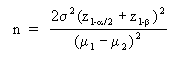 n = 2σ²(z₁₋α/₂ + z₁₋β)² / (μ₁ − μ₂)²